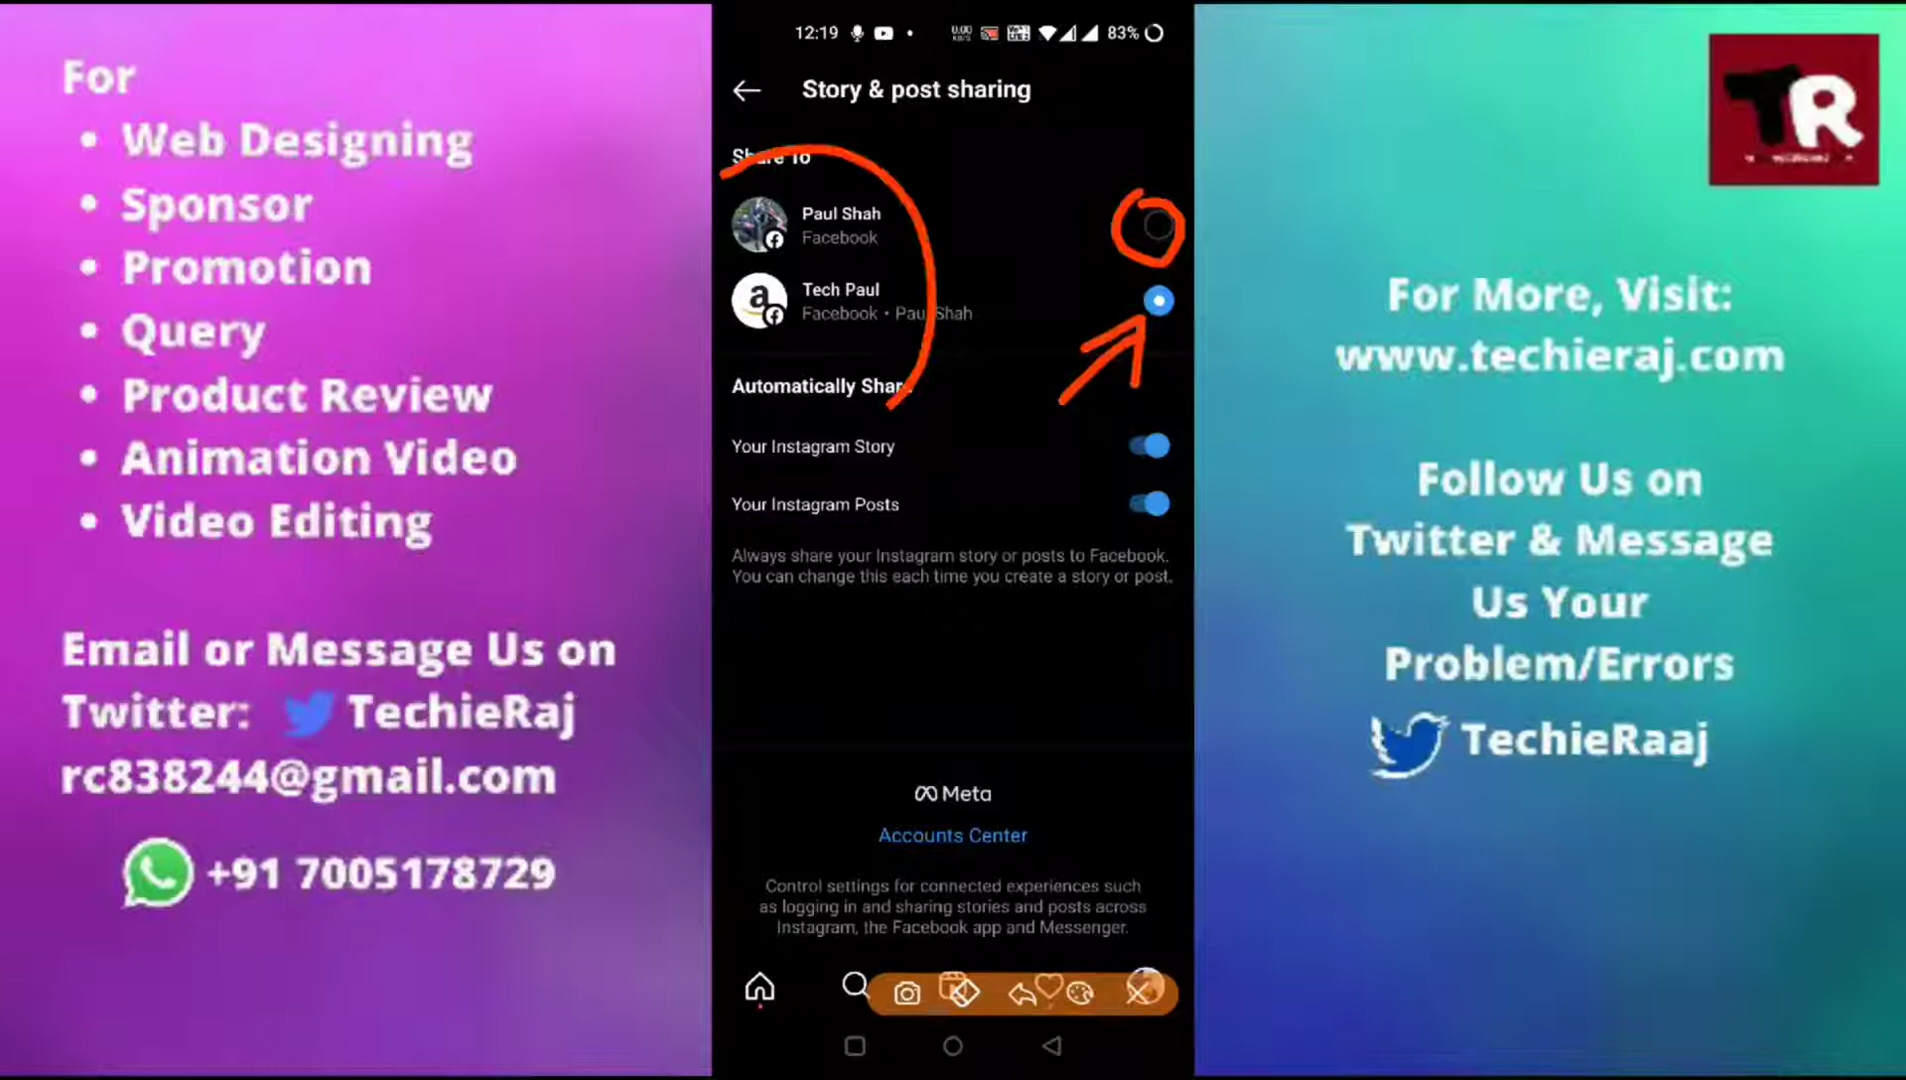 For
• Web Designing
• Sponsor
• Promotion
• Query
• Product Review
• Animation Video
• Video Editing
Email or Message Us on
Twitter: TechieRaj
rc838244@gmail.com
+91 7005178729
12:19
83%
Story & post sharing
Share To
Paul Shah
Facebook
Tech Paul
Facebook • Paul Shah
Automatically Share
Your Instagram Story
Your Instagram Posts
Always share your Instagram story or posts to Facebook.
You can change this each time you create a story or post.
Meta
Accounts Center
Control settings for connected experiences such
as logging in and sharing stories and posts across
Instagram, the Facebook app and Messenger.
TR
For More, Visit:
www.techieraj.com
Follow Us on
Twitter & Message
Us Your
Problem/Errors
TechieRaaj